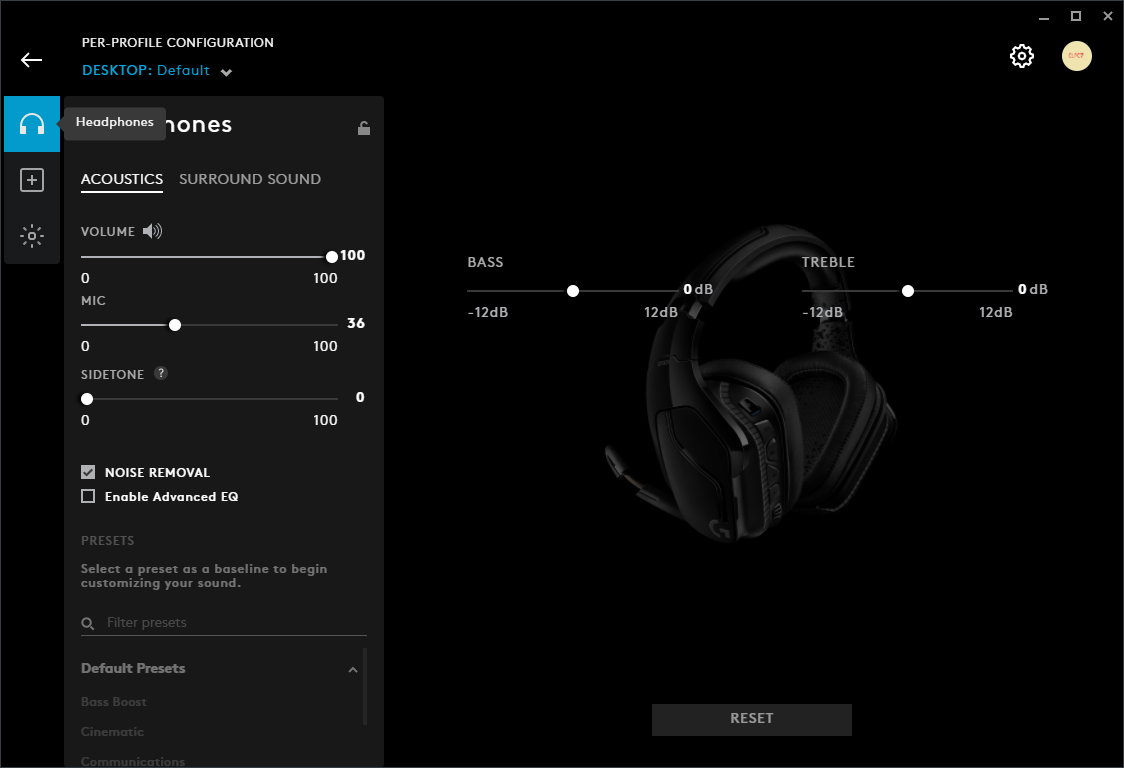 PER-PROFILE CONFIGURATION
DESKTOP: Default
Headphones
hones
ACOUSTICS SURROUND SOUND
VOLUME
100
0 100
MIC
36
0 100
SIDETONE ?
0
0 100
NOISE REMOVAL
Enable Advanced EQ
PRESETS
Select a preset as a baseline to begin
customizing your sound.
Filter presets
Default Presets
Bass Boost
Cinematic
Communications
BASS
0 dB
-12dB 12dB
TREBLE
0 dB
-12dB 12dB
RESET